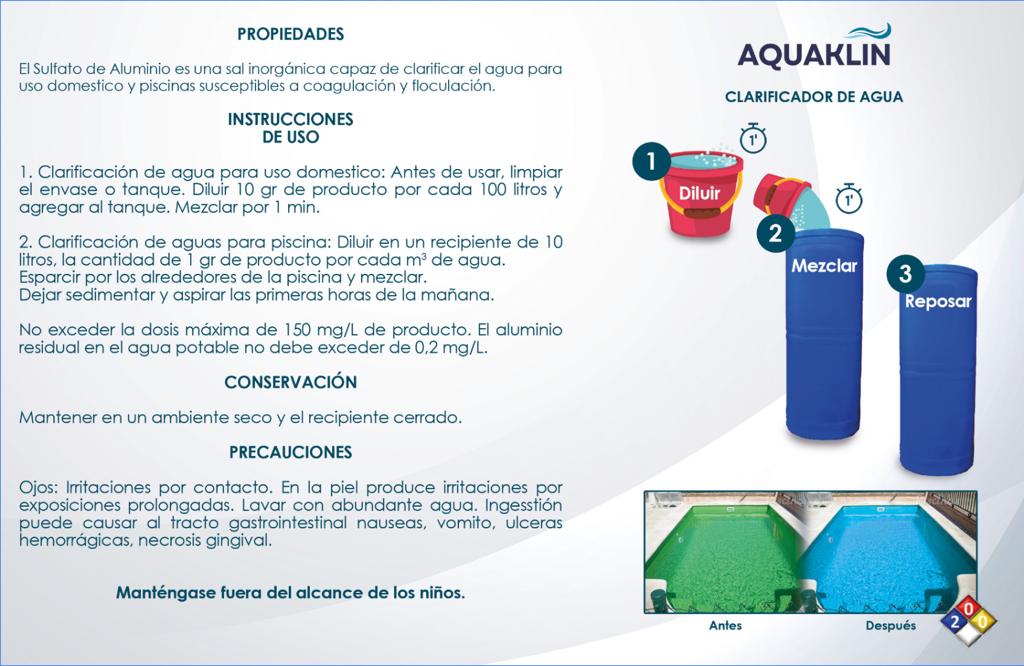 PROPIEDADES
El Sulfato de Aluminio es una sal inorgánica capaz de clarificar el agua para
uso domestico y piscinas susceptibles a coagulación y floculación.
INSTRUCCIONES
DE USO
1. Clarificación de agua para uso domestico: Antes de usar, limpiar
el envase o tanque. Diluir 10 gr de producto por cada 100 litros y
agregar al tanque. Mezclar por 1 min.
2. Clarificación de aguas para piscina: Diluir en un recipiente de 10
litros, la cantidad de 1 gr de producto por cada m³ de agua.
Esparcir por los alrededores de la piscina y mezclar.
Dejar sedimentar y aspirar las primeras horas de la mañana.
No exceder la dosis máxima de 150 mg/L de producto. El aluminio
residual en el agua potable no debe exceder de 0,2 mg/L.
CONSERVACIÓN
Mantener en un ambiente seco y el recipiente cerrado.
PRECAUCIONES
Ojos: Irritaciones por contacto. En la piel produce irritaciones por
exposiciones prolongadas. Lavar con abundante agua. Ingesstión
puede causar al tracto gastrointestinal nauseas, vomito, ulceras
hemorrágicas, necrosis gingival.
Manténgase fuera del alcance de los niños.
AQUAKLIN
CLARIFICADOR DE AGUA
1
1'
Diluir
1'
2
Mezclar
3
Reposar
Antes
Después
0
2
0